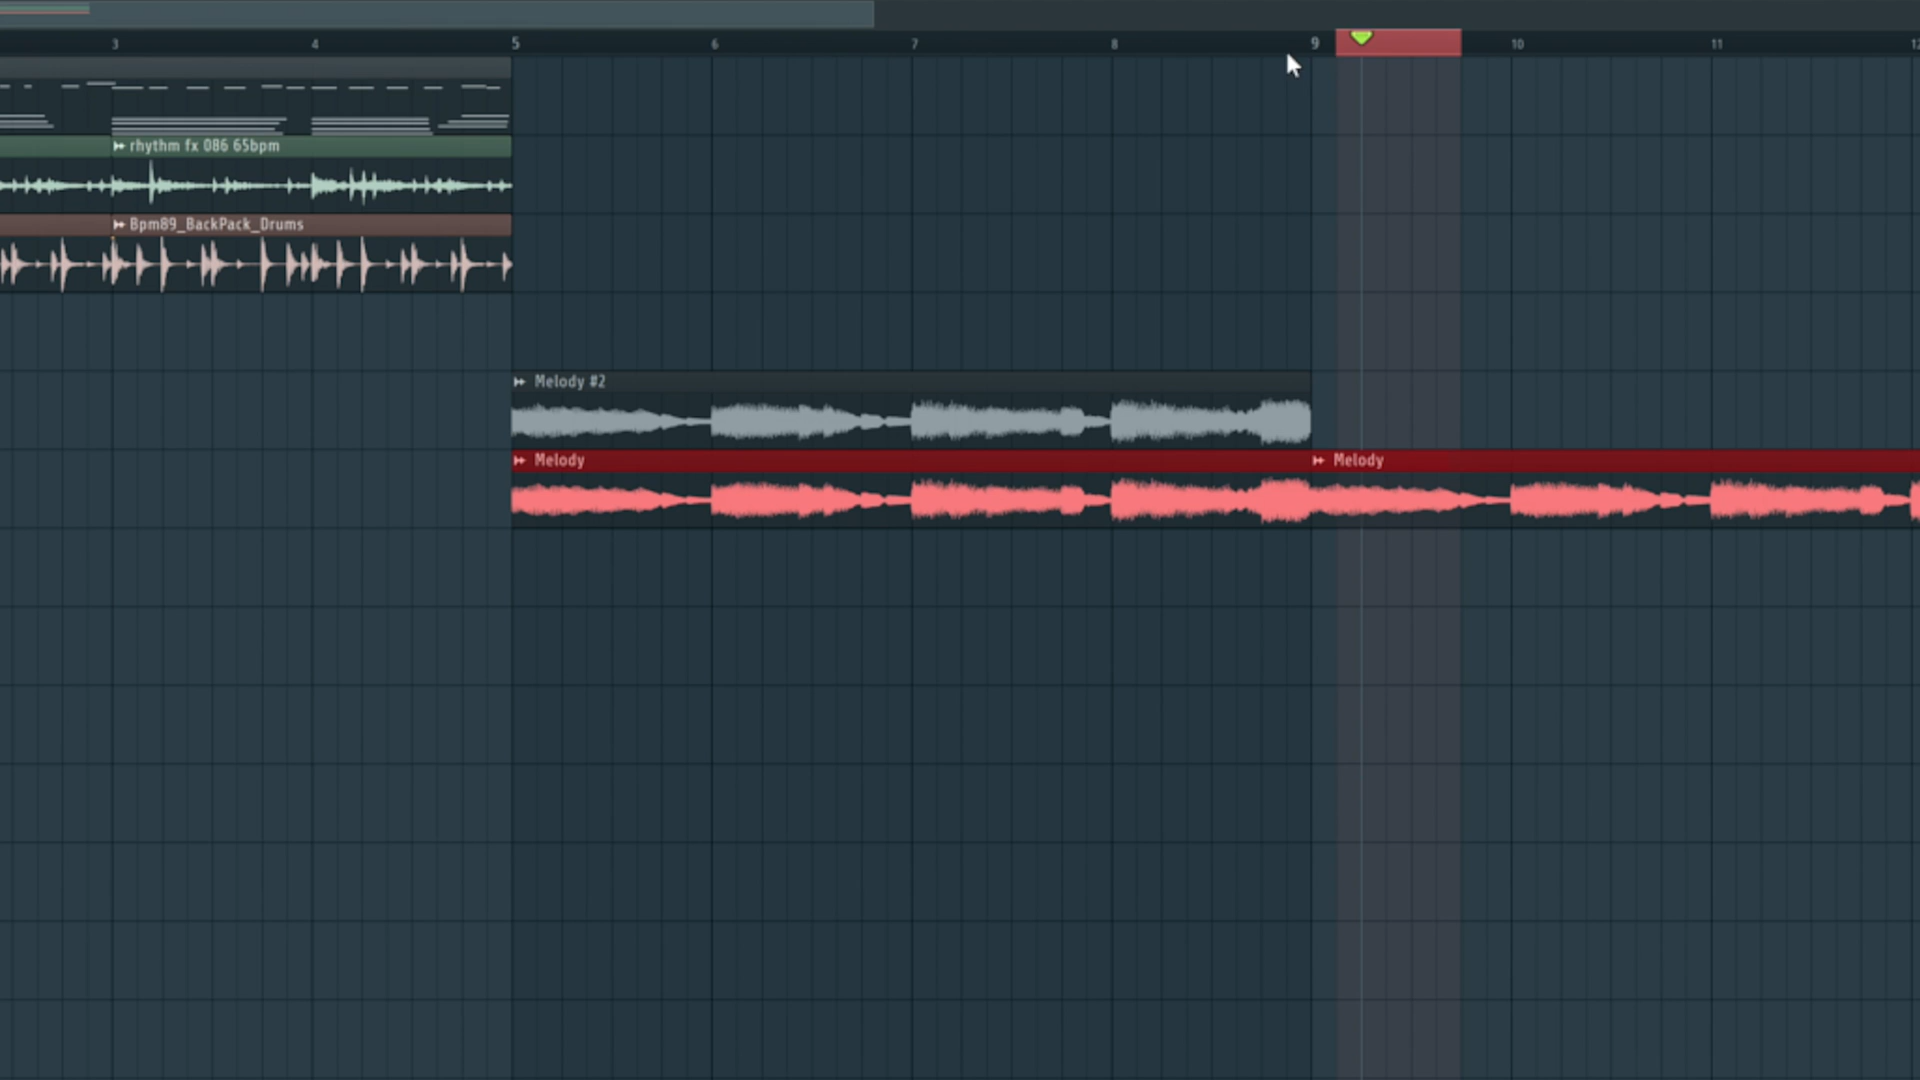 3 4 5 6 7 8 9 10 11
rhythm fx 086 65bpm
Bpm89_BackPack_Drums
Melody #2
Melody Melody